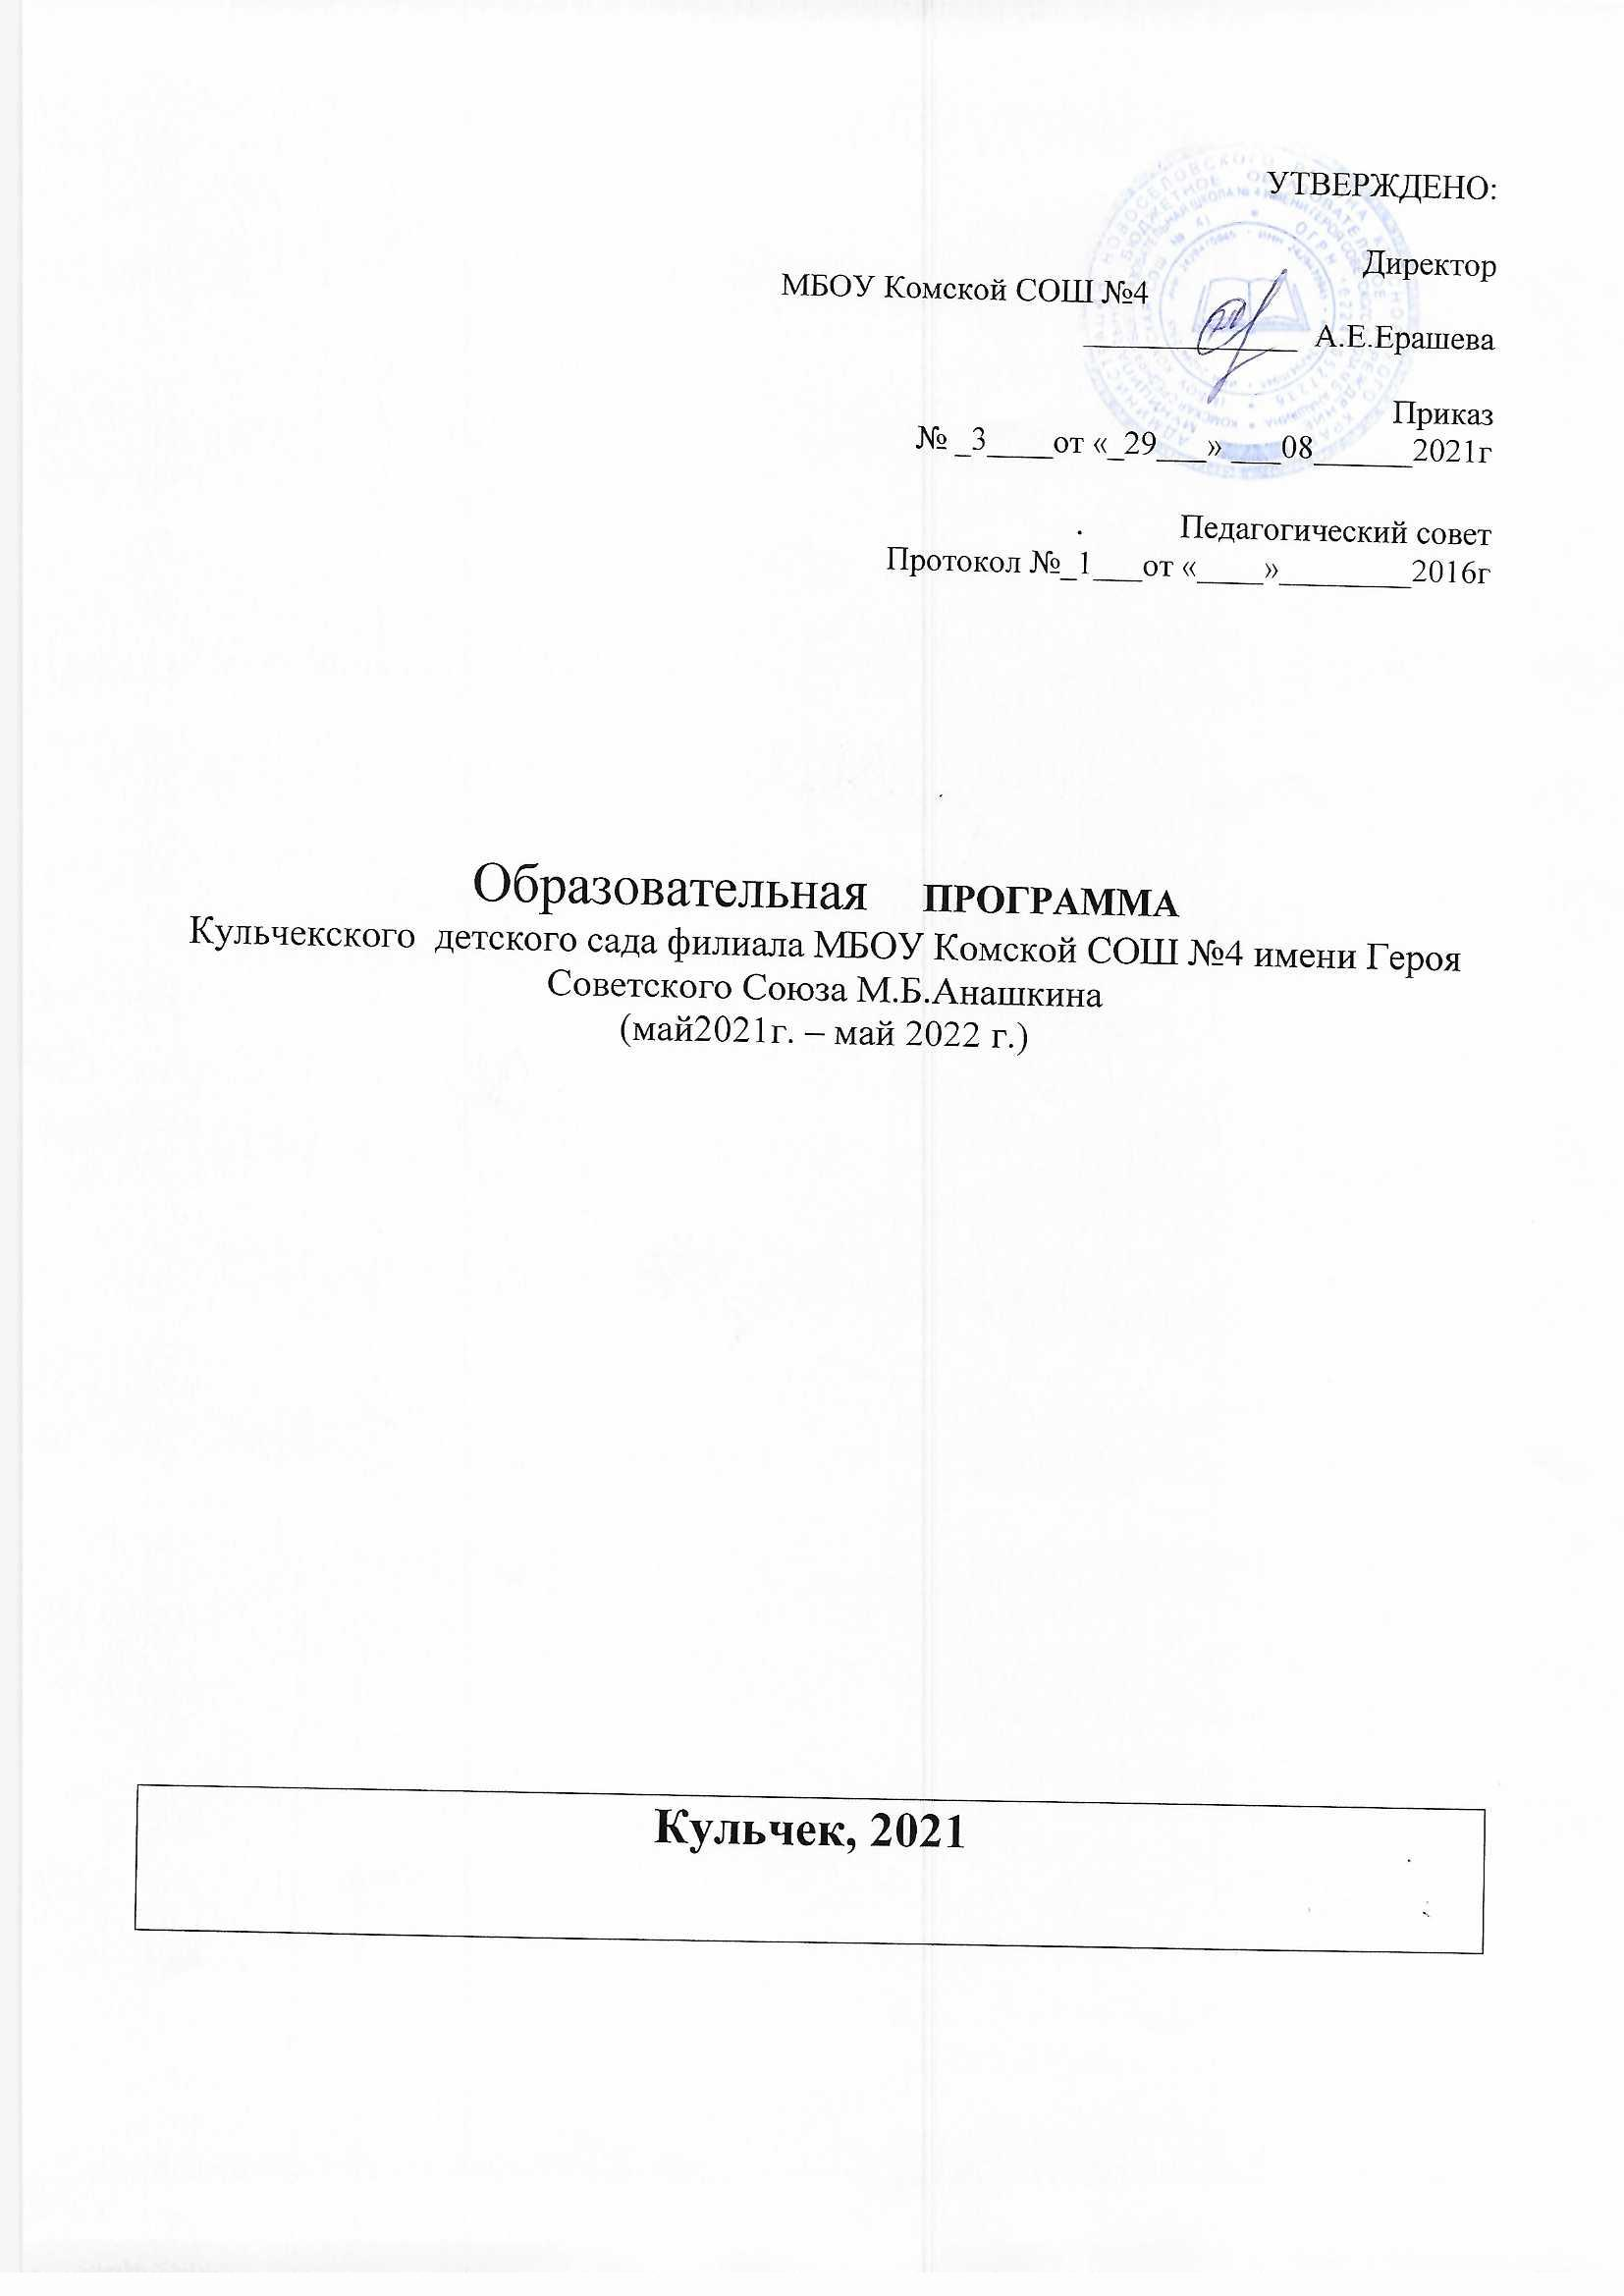 УТВЕРЖДЕНО:
Директор
МБОУ Комской СОШ №4
_____________ А.Е.Ерашева
Приказ
№ _3____от «_29___» ___08______2021г
. Педагогический совет
Протокол №_1___от «____»________2016г
Образовательная ПРОГРАММА
Кульчекского детского сада филиала МБОУ Комской СОШ №4 имени Героя
Советского Союза М.Б.Анашкина
(май2021г. – май 2022 г.)
Кульчек, 2021